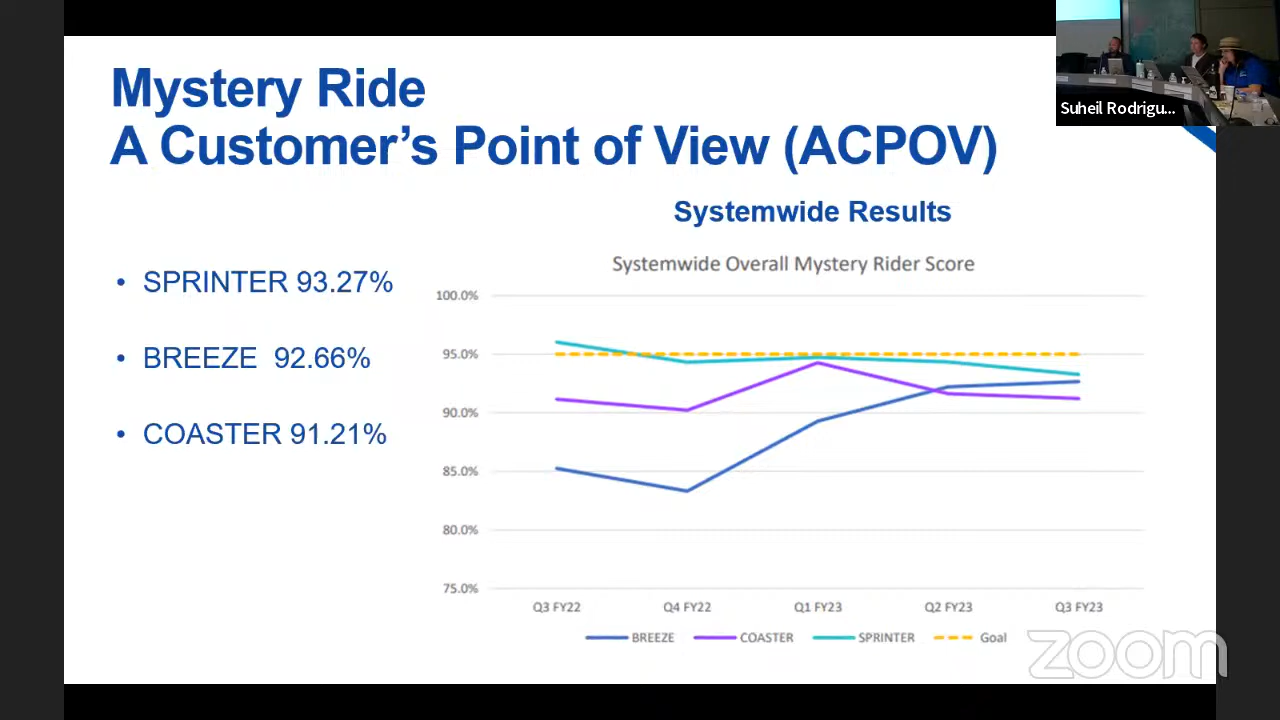 Mystery Ride
A Customer's Point of View (ACPOV)
Suheil Rodrigu...
Systemwide Results
• SPRINTER 93.27%
• BREEZE 92.66%
• COASTER 91.21%
Systemwide Overall Mystery Rider Score
100.0%
95.0%
90.0%
85.0%
80.0%
75.0%
Q3 FY22 Q4 FY22 Q1 FY23 Q2 FY23 Q3 FY23
BREEZE COASTER SPRINTER Goal
zoom